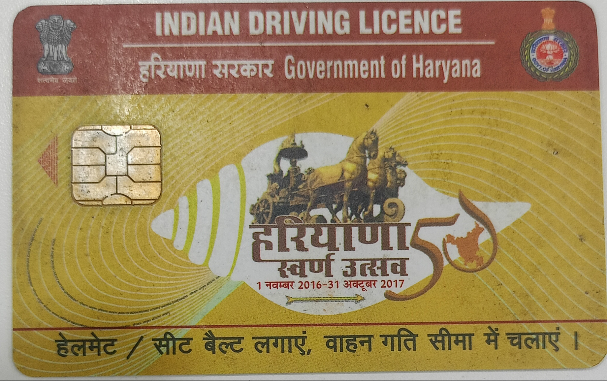 INDIAN DRIVING LICENCE
हरियाणा सरकार Government of Haryana
हरियाणा 50
स्वर्ण उत्सव
1 नवम्बर 2016-31 अक्टूबर 2017
हेलमेट / सीट बैल्ट लगाएं, वाहन गति सीमा में चलाएं ।